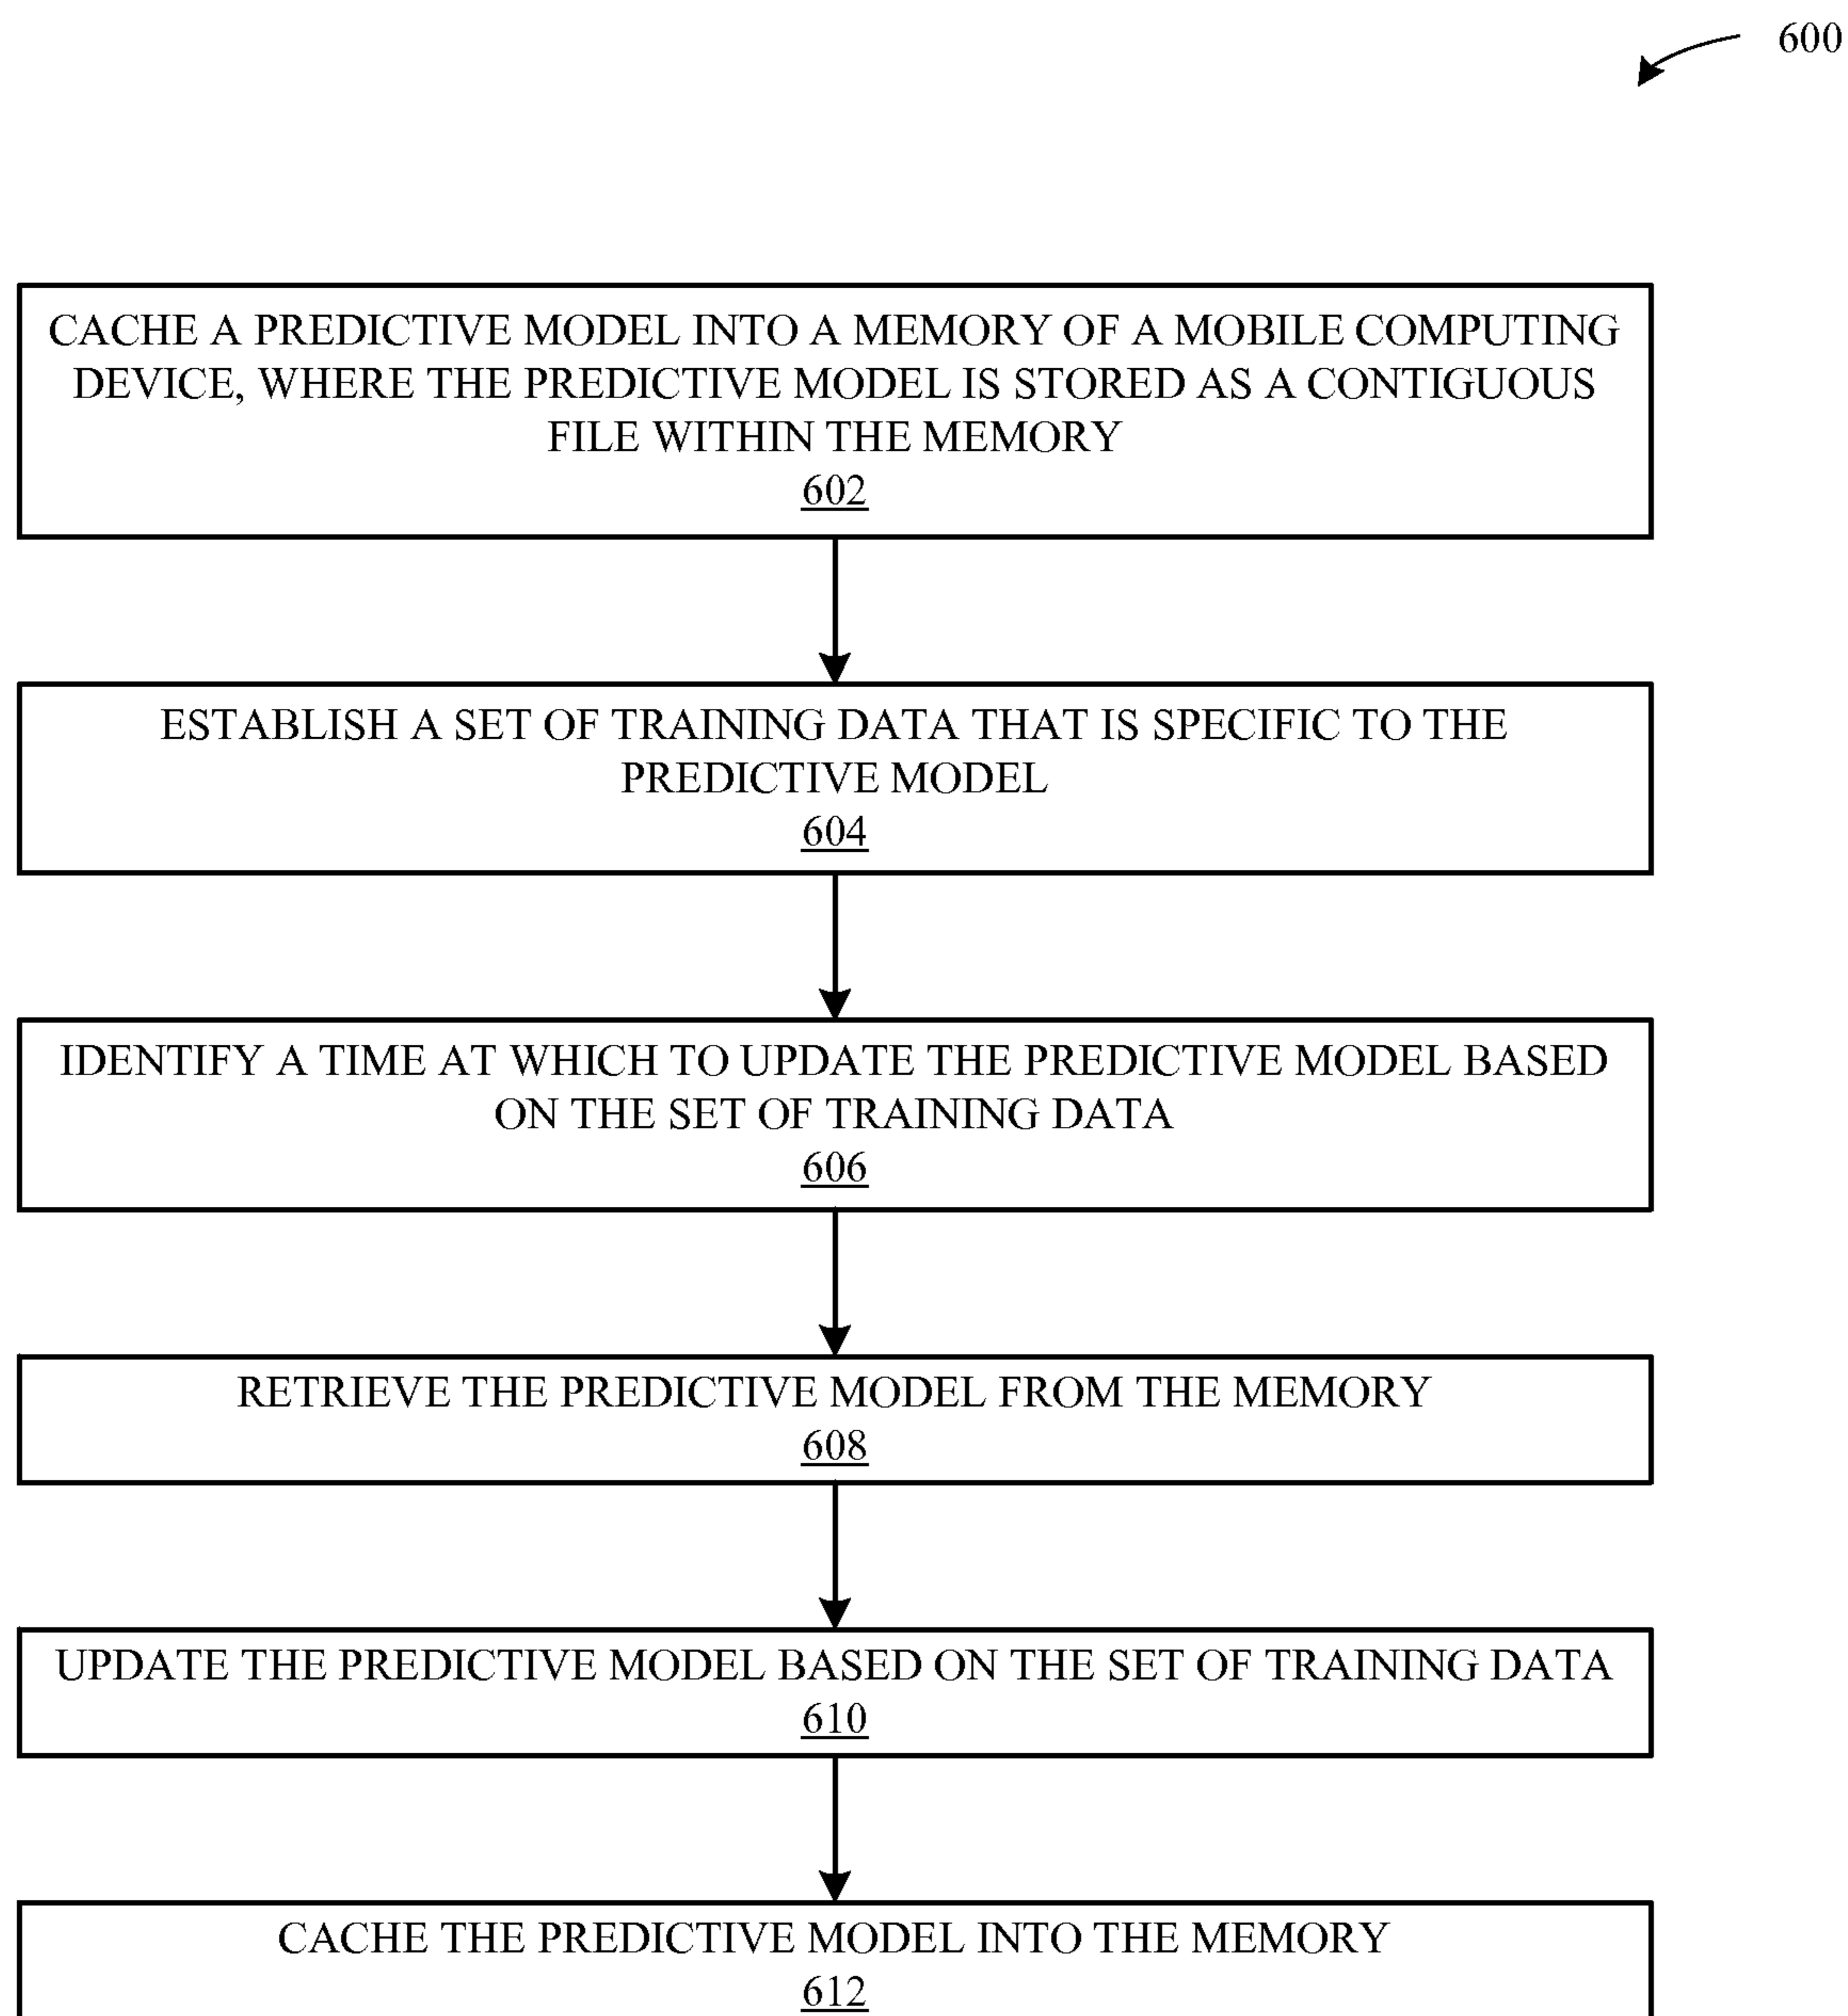 600
CACHE A PREDICTIVE MODEL INTO A MEMORY OF A MOBILE COMPUTING
DEVICE, WHERE THE PREDICTIVE MODEL IS STORED AS A CONTIGUOUS
FILE WITHIN THE MEMORY
602
ESTABLISH A SET OF TRAINING DATA THAT IS SPECIFIC TO THE
PREDICTIVE MODEL
604
IDENTIFY A TIME AT WHICH TO UPDATE THE PREDICTIVE MODEL BASED
ON THE SET OF TRAINING DATA
606
RETRIEVE THE PREDICTIVE MODEL FROM THE MEMORY
608
UPDATE THE PREDICTIVE MODEL BASED ON THE SET OF TRAINING DATA
610
CACHE THE PREDICTIVE MODEL INTO THE MEMORY
612